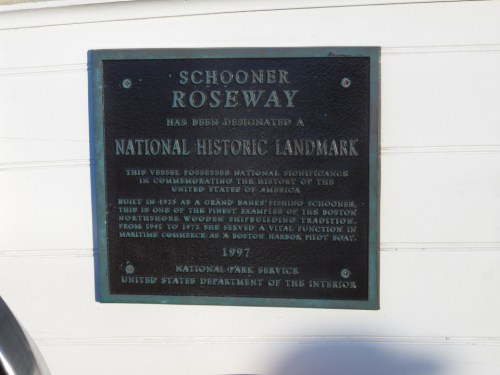 SCHOONER
ROSEWAY
HAS BEEN DESIGNATED A
NATIONAL HISTORIC LANDMARK
THIS VESSEL POSSESSES NATIONAL SIGNIFICANCE
IN COMMEMORATING THE HISTORY OF THE
UNITED STATES OF AMERICA
BUILT IN 1925 AS A GRAND BANKS FISHING SCHOONER,
THIS IS ONE OF THE FINEST EXAMPLES OF THE BOSTON
NORTHSHORE WOODEN SHIPBUILDING TRADITION.
FROM 1941 TO 1972 SHE SERVED A VITAL FUNCTION IN
MARITIME COMMERCE AS A BOSTON HARBOR PILOT BOAT.
1997
NATIONAL PARK SERVICE
UNITED STATES DEPARTMENT OF THE INTERIOR